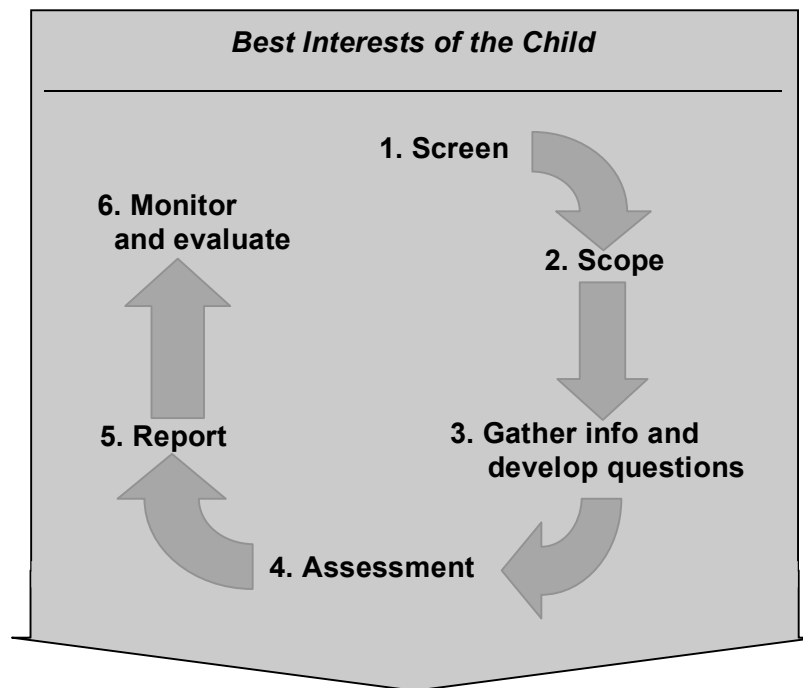 Best Interests of the Child
1. Screen
2. Scope
3. Gather info and
develop questions
4. Assessment
5. Report
6. Monitor
and evaluate